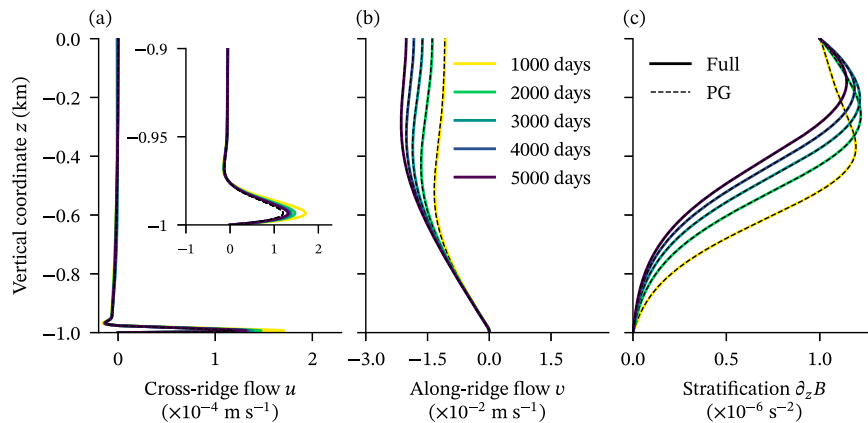 (a)
(b)
(c)
Vertical coordinate z (km)
0.0
−0.2
−0.4
−0.6
−0.8
−1.0
−0.9
−0.95
−1
−1
0
1
2
0
1
2
Cross-ridge flow u
(×10⁻⁴ m s⁻¹)
1000 days
2000 days
3000 days
4000 days
5000 days
−3.0
−1.5
0.0
1.5
Along-ridge flow v
(×10⁻² m s⁻¹)
Full
PG
0.0
0.5
1.0
Stratification ∂zB
(×10⁻⁶ s⁻²)